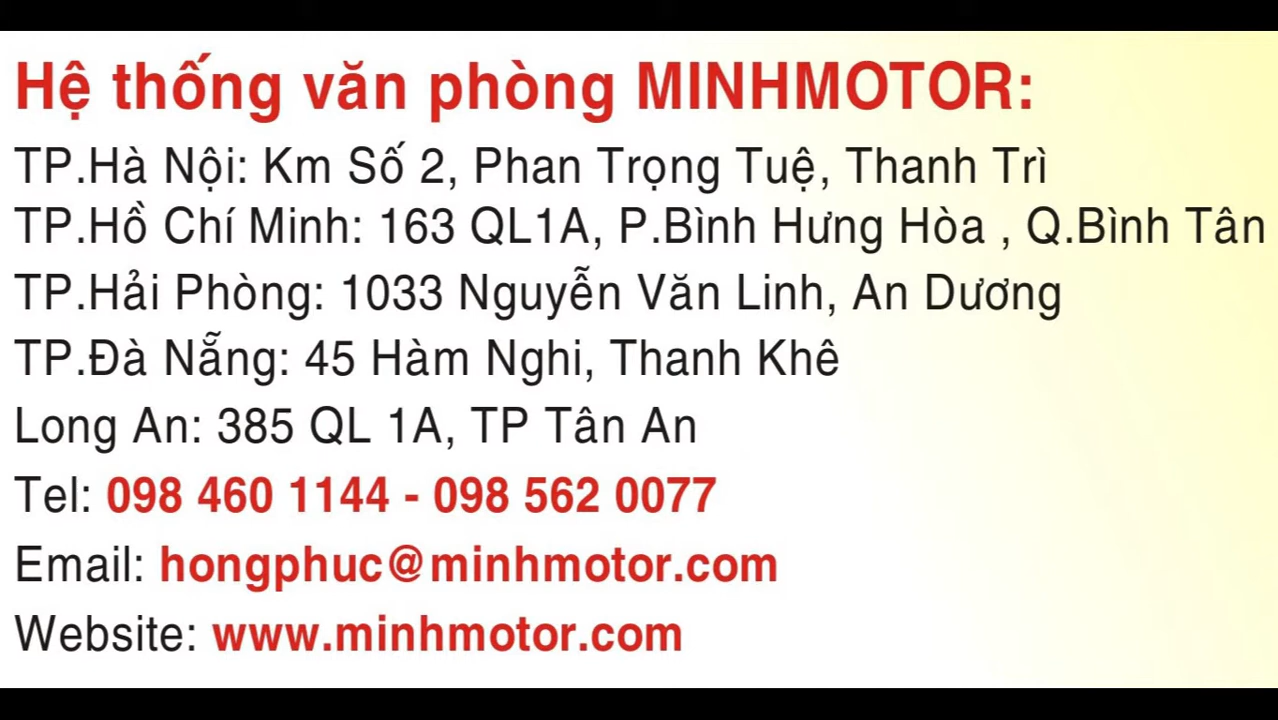 Hệ thống văn phòng MINHMOTOR:
TP.Hà Nội: Km Số 2, Phan Trọng Tuệ, Thanh Trì
TP.Hồ Chí Minh: 163 QL1A, P.Bình Hưng Hòa , Q.Bình Tân
TP.Hải Phòng: 1033 Nguyễn Văn Linh, An Dương
TP.Đà Nẵng: 45 Hàm Nghi, Thanh Khê
Long An: 385 QL 1A, TP Tân An
Tel: 098 460 1144 - 098 562 0077
Email: hongphuc@minhmotor.com
Website: www.minhmotor.com